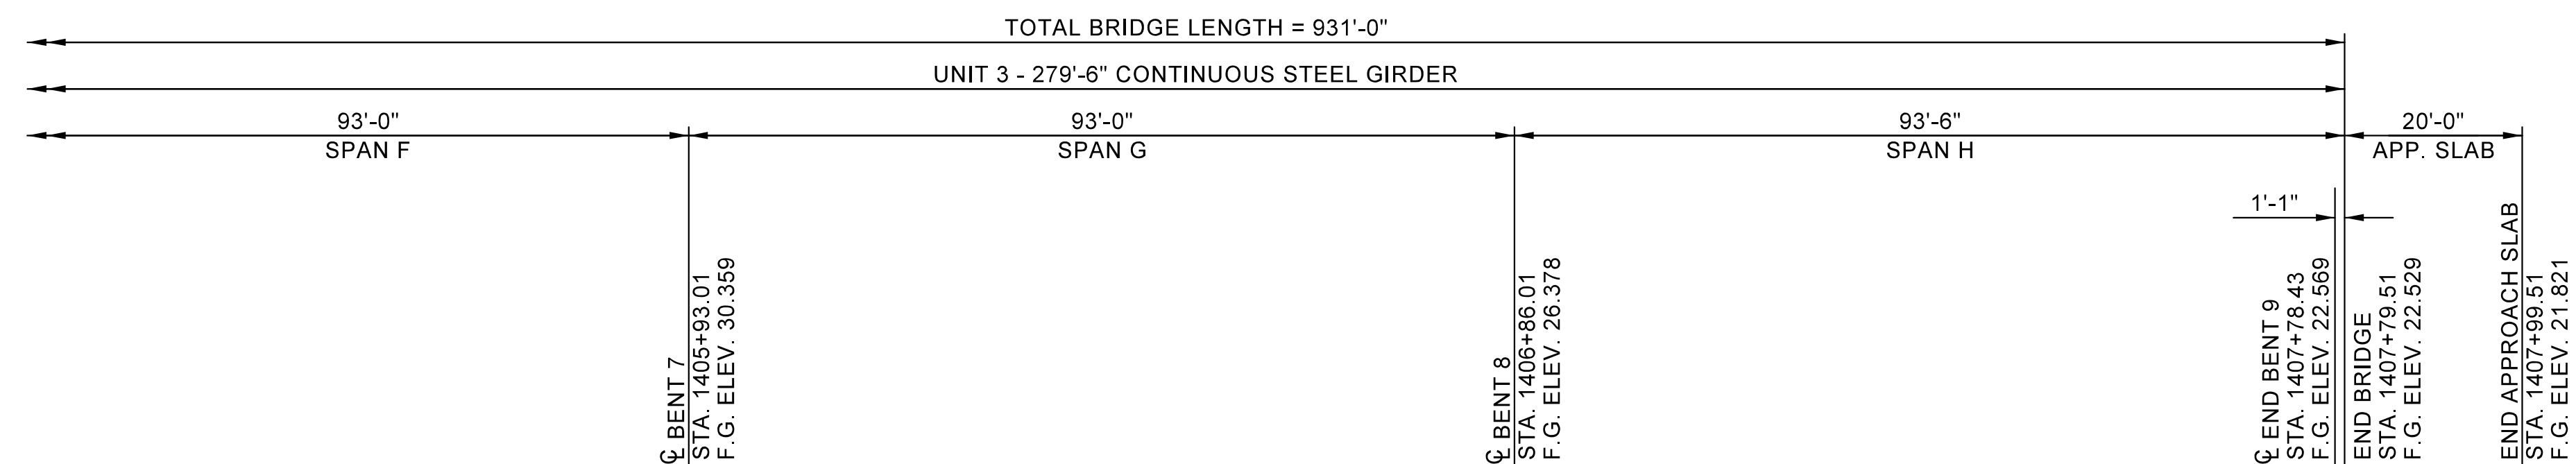 TOTAL BRIDGE LENGTH = 931'-0"
UNIT 3 - 279'-6" CONTINUOUS STEEL GIRDER
93'-0"
SPAN F
93'-0"
SPAN G
93'-6"
SPAN H
20'-0"
APP. SLAB
1'-1"
℄ BENT 7
STA. 1405+93.01
F.G. ELEV. 30.359
℄ BENT 8
STA. 1406+86.01
F.G. ELEV. 26.378
℄ END BENT 9
STA. 1407+78.43
F.G. ELEV. 22.569
END BRIDGE
STA. 1407+79.51
F.G. ELEV. 22.529
END APPROACH SLAB
STA. 1407+99.51
F.G. ELEV. 21.821